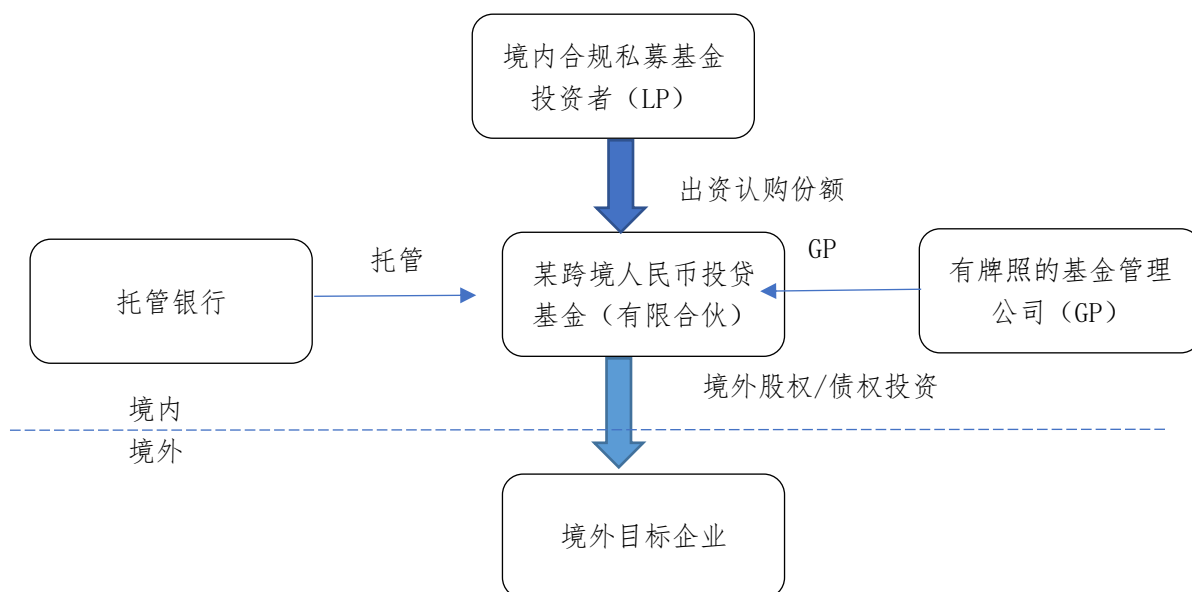 境内合规私募基金
投资者（LP）
出资认购份额
托管
GP
托管银行
某跨境人民币投贷
基金（有限合伙）
有牌照的基金管理
公司（GP）
境外股权/债权投资
境内
境外
境外目标企业